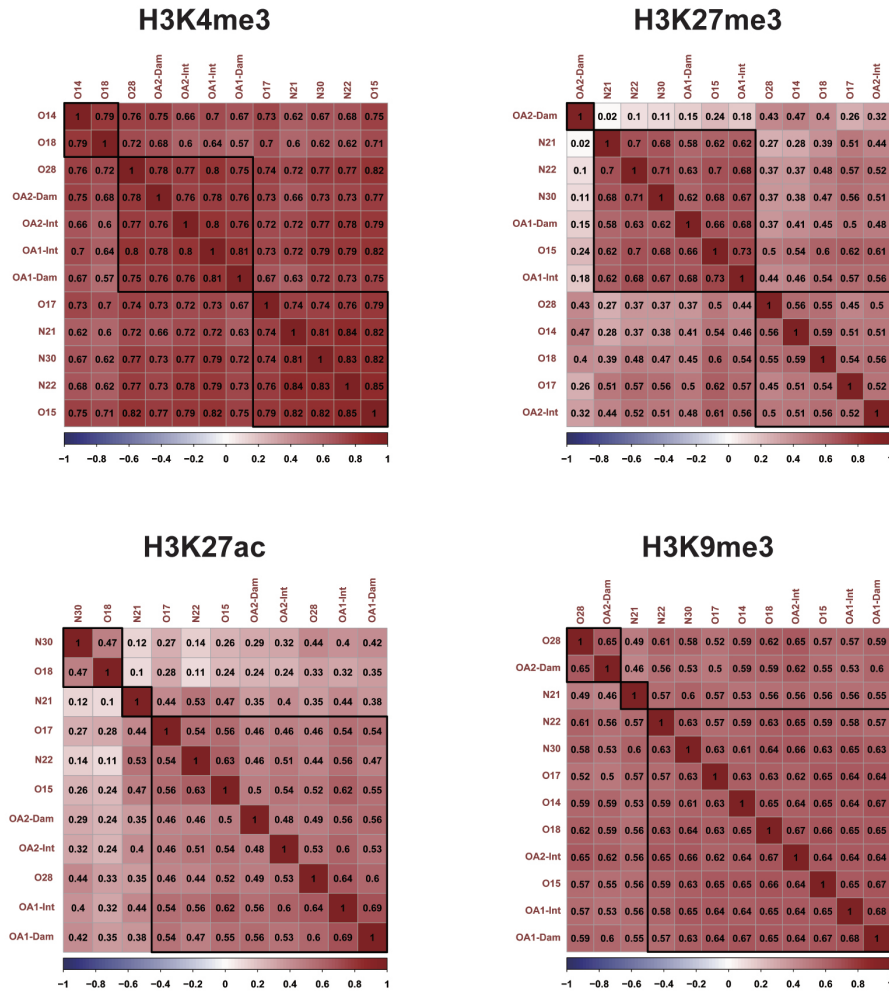 H3K4me3
O14 O18 O28 OA2-Dam OA2-Int OA1-Int OA1-Dam O17 N21 N30 N22 O15
O14 1 0.79 0.76 0.75 0.66 0.7 0.67 0.73 0.62 0.67 0.68 0.75
O18 0.79 1 0.72 0.68 0.6 0.64 0.57 0.7 0.6 0.62 0.62 0.71
O28 0.76 0.72 1 0.78 0.77 0.8 0.75 0.74 0.72 0.77 0.77 0.82
OA2-Dam 0.75 0.68 0.78 1 0.76 0.78 0.76 0.73 0.66 0.73 0.73 0.77
OA2-Int 0.66 0.6 0.77 0.76 1 0.8 0.76 0.72 0.72 0.77 0.78 0.79
OA1-Int 0.7 0.64 0.8 0.78 0.8 1 0.81 0.73 0.72 0.79 0.79 0.82
OA1-Dam 0.67 0.57 0.75 0.76 0.76 0.81 1 0.67 0.63 0.72 0.73 0.75
O17 0.73 0.7 0.74 0.73 0.72 0.73 0.67 1 0.74 0.74 0.76 0.79
N21 0.62 0.6 0.72 0.66 0.72 0.72 0.63 0.74 1 0.81 0.84 0.82
N30 0.67 0.62 0.77 0.73 0.77 0.79 0.72 0.74 0.81 1 0.83 0.82
N22 0.68 0.62 0.77 0.73 0.78 0.79 0.73 0.76 0.84 0.83 1 0.85
O15 0.75 0.71 0.82 0.77 0.79 0.82 0.75 0.79 0.82 0.82 0.85 1
−1 −0.8 −0.6 −0.4 −0.2 0 0.2 0.4 0.6 0.8 1
H3K27me3
OA2-Dam N21 N22 N30 OA1-Dam O15 OA1-Int O28 O14 O18 O17 OA2-Int
OA2-Dam 1 0.02 0.1 0.11 0.15 0.24 0.18 0.43 0.47 0.4 0.26 0.32
N21 0.02 1 0.7 0.68 0.58 0.62 0.62 0.27 0.28 0.39 0.51 0.44
N22 0.1 0.7 1 0.71 0.63 0.7 0.68 0.37 0.37 0.48 0.57 0.52
N30 0.11 0.68 0.71 1 0.62 0.68 0.67 0.37 0.38 0.47 0.56 0.51
OA1-Dam 0.15 0.58 0.63 0.62 1 0.66 0.68 0.37 0.41 0.45 0.5 0.48
O15 0.24 0.62 0.7 0.68 0.66 1 0.73 0.5 0.54 0.6 0.62 0.61
OA1-Int 0.18 0.62 0.68 0.67 0.68 0.73 1 0.44 0.46 0.54 0.57 0.56
O28 0.43 0.27 0.37 0.37 0.37 0.5 0.44 1 0.56 0.55 0.45 0.5
O14 0.47 0.28 0.37 0.38 0.41 0.54 0.46 0.56 1 0.59 0.51 0.51
O18 0.4 0.39 0.48 0.47 0.45 0.6 0.54 0.55 0.59 1 0.54 0.56
O17 0.26 0.51 0.57 0.56 0.5 0.62 0.57 0.45 0.51 0.54 1 0.52
OA2-Int 0.32 0.44 0.52 0.51 0.48 0.61 0.56 0.5 0.51 0.56 0.52 1
−1 −0.8 −0.6 −0.4 −0.2 0 0.2 0.4 0.6 0.8 1
H3K27ac
N30 O18 N21 O17 N22 O15 OA2-Dam OA2-Int O28 OA1-Int OA1-Dam
N30 1 0.47 0.12 0.27 0.14 0.26 0.29 0.32 0.44 0.4 0.42
O18 0.47 1 0.1 0.28 0.11 0.24 0.24 0.24 0.33 0.32 0.35
N21 0.12 0.1 1 0.44 0.53 0.47 0.35 0.4 0.35 0.44 0.38
O17 0.27 0.28 0.44 1 0.54 0.56 0.46 0.46 0.46 0.54 0.54
N22 0.14 0.11 0.53 0.54 1 0.63 0.46 0.51 0.44 0.56 0.47
O15 0.26 0.24 0.47 0.56 0.63 1 0.5 0.54 0.52 0.62 0.55
OA2-Dam 0.29 0.24 0.35 0.46 0.46 0.5 1 0.48 0.49 0.56 0.56
OA2-Int 0.32 0.24 0.4 0.46 0.51 0.54 0.48 1 0.53 0.6 0.53
O28 0.44 0.33 0.35 0.46 0.44 0.52 0.49 0.53 1 0.64 0.6
OA1-Int 0.4 0.32 0.44 0.54 0.56 0.62 0.56 0.6 0.64 1 0.69
OA1-Dam 0.42 0.35 0.38 0.54 0.47 0.55 0.56 0.53 0.6 0.69 1
−1 −0.8 −0.6 −0.4 −0.2 0 0.2 0.4 0.6 0.8 1
H3K9me3
O28 OA2-Dam N21 N22 N30 O17 O14 O18 OA2-Int O15 OA1-Int OA1-Dam
O28 1 0.65 0.49 0.61 0.58 0.52 0.59 0.62 0.65 0.57 0.57 0.59
OA2-Dam 0.65 1 0.46 0.56 0.53 0.5 0.59 0.59 0.62 0.55 0.53 0.6
N21 0.49 0.46 1 0.57 0.6 0.57 0.53 0.56 0.56 0.56 0.56 0.55
N22 0.61 0.56 0.57 1 0.63 0.57 0.59 0.63 0.65 0.59 0.58 0.57
N30 0.58 0.53 0.6 0.63 1 0.63 0.61 0.64 0.66 0.63 0.65 0.63
O17 0.52 0.5 0.57 0.57 0.63 1 0.63 0.63 0.62 0.65 0.64 0.64
O14 0.59 0.59 0.53 0.59 0.61 0.63 1 0.65 0.64 0.65 0.64 0.67
O18 0.62 0.59 0.56 0.63 0.64 0.63 0.65 1 0.67 0.66 0.65 0.65
OA2-Int 0.65 0.62 0.56 0.65 0.66 0.62 0.64 0.67 1 0.64 0.64 0.64
O15 0.57 0.55 0.56 0.59 0.63 0.65 0.65 0.66 0.64 1 0.65 0.67
OA1-Int 0.57 0.53 0.56 0.58 0.65 0.64 0.64 0.65 0.64 0.65 1 0.68
OA1-Dam 0.59 0.6 0.55 0.57 0.63 0.64 0.67 0.65 0.64 0.67 0.68 1
−1 −0.8 −0.6 −0.4 −0.2 0 0.2 0.4 0.6 0.8 1